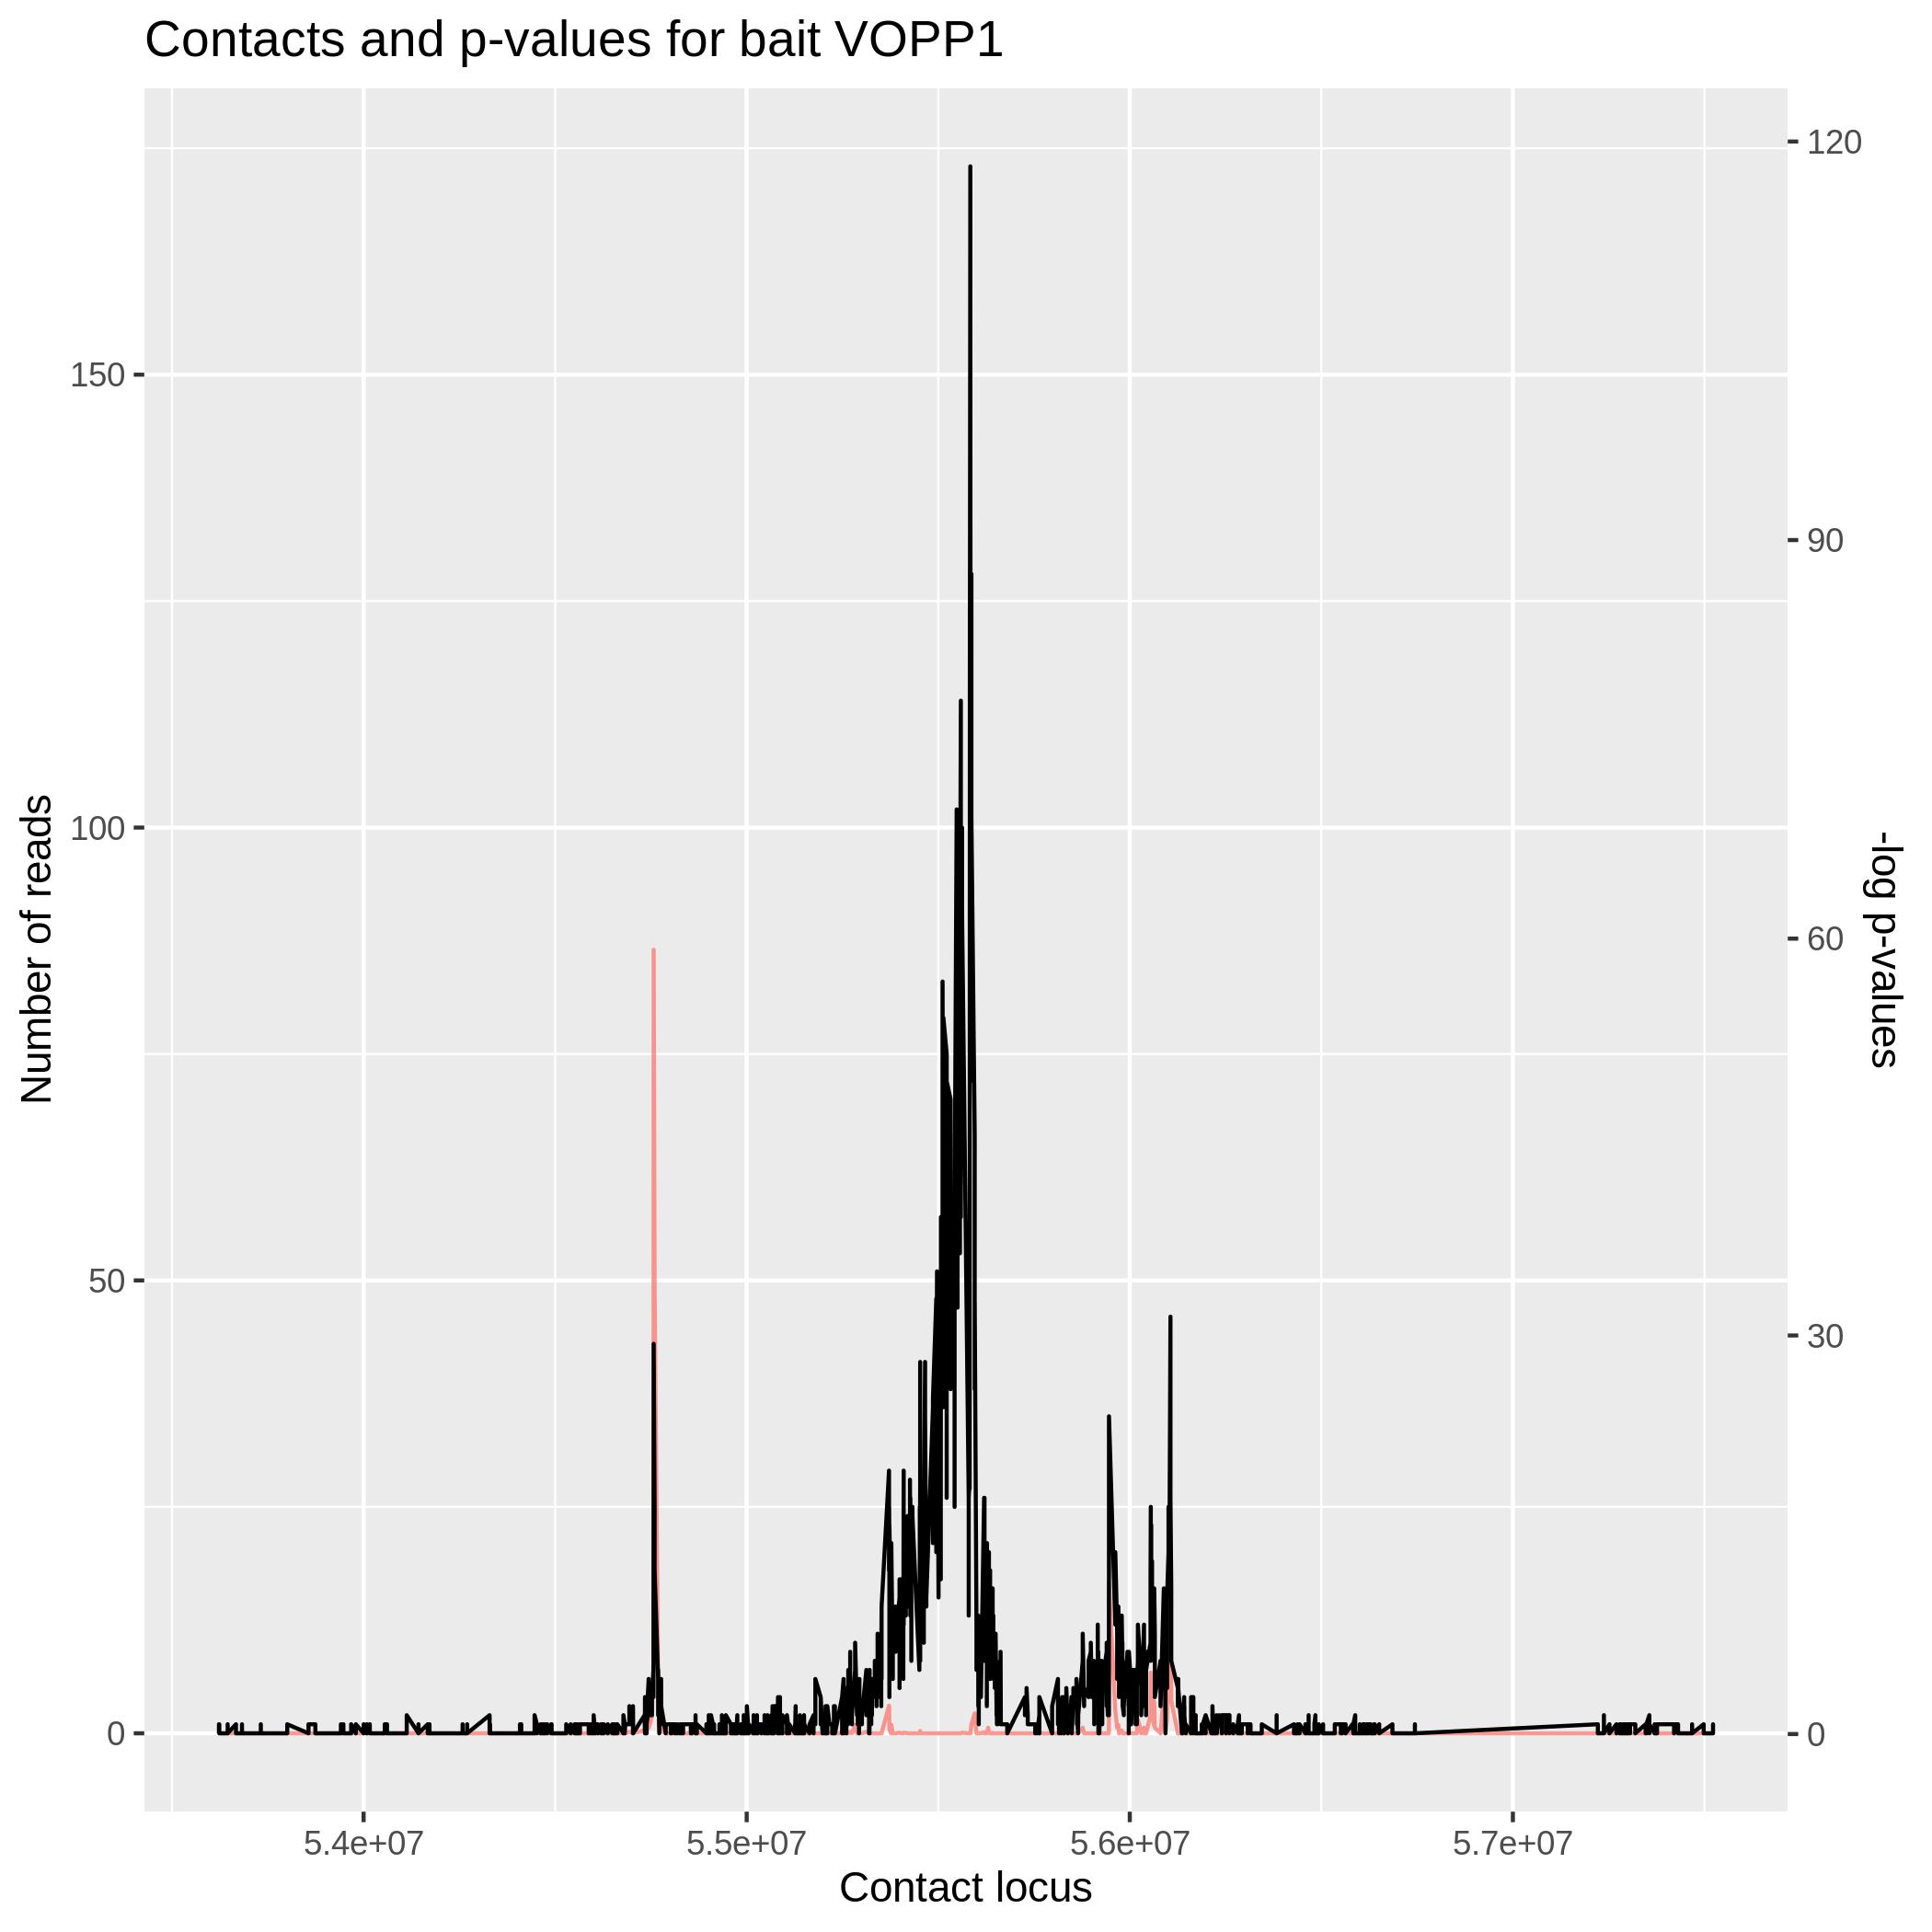 Contacts and p-values for bait VOPP1
Number of reads
150
100
50
0
120
90
60
30
0
-log p-values
5.4e+07
5.5e+07
5.6e+07
5.7e+07
Contact locus